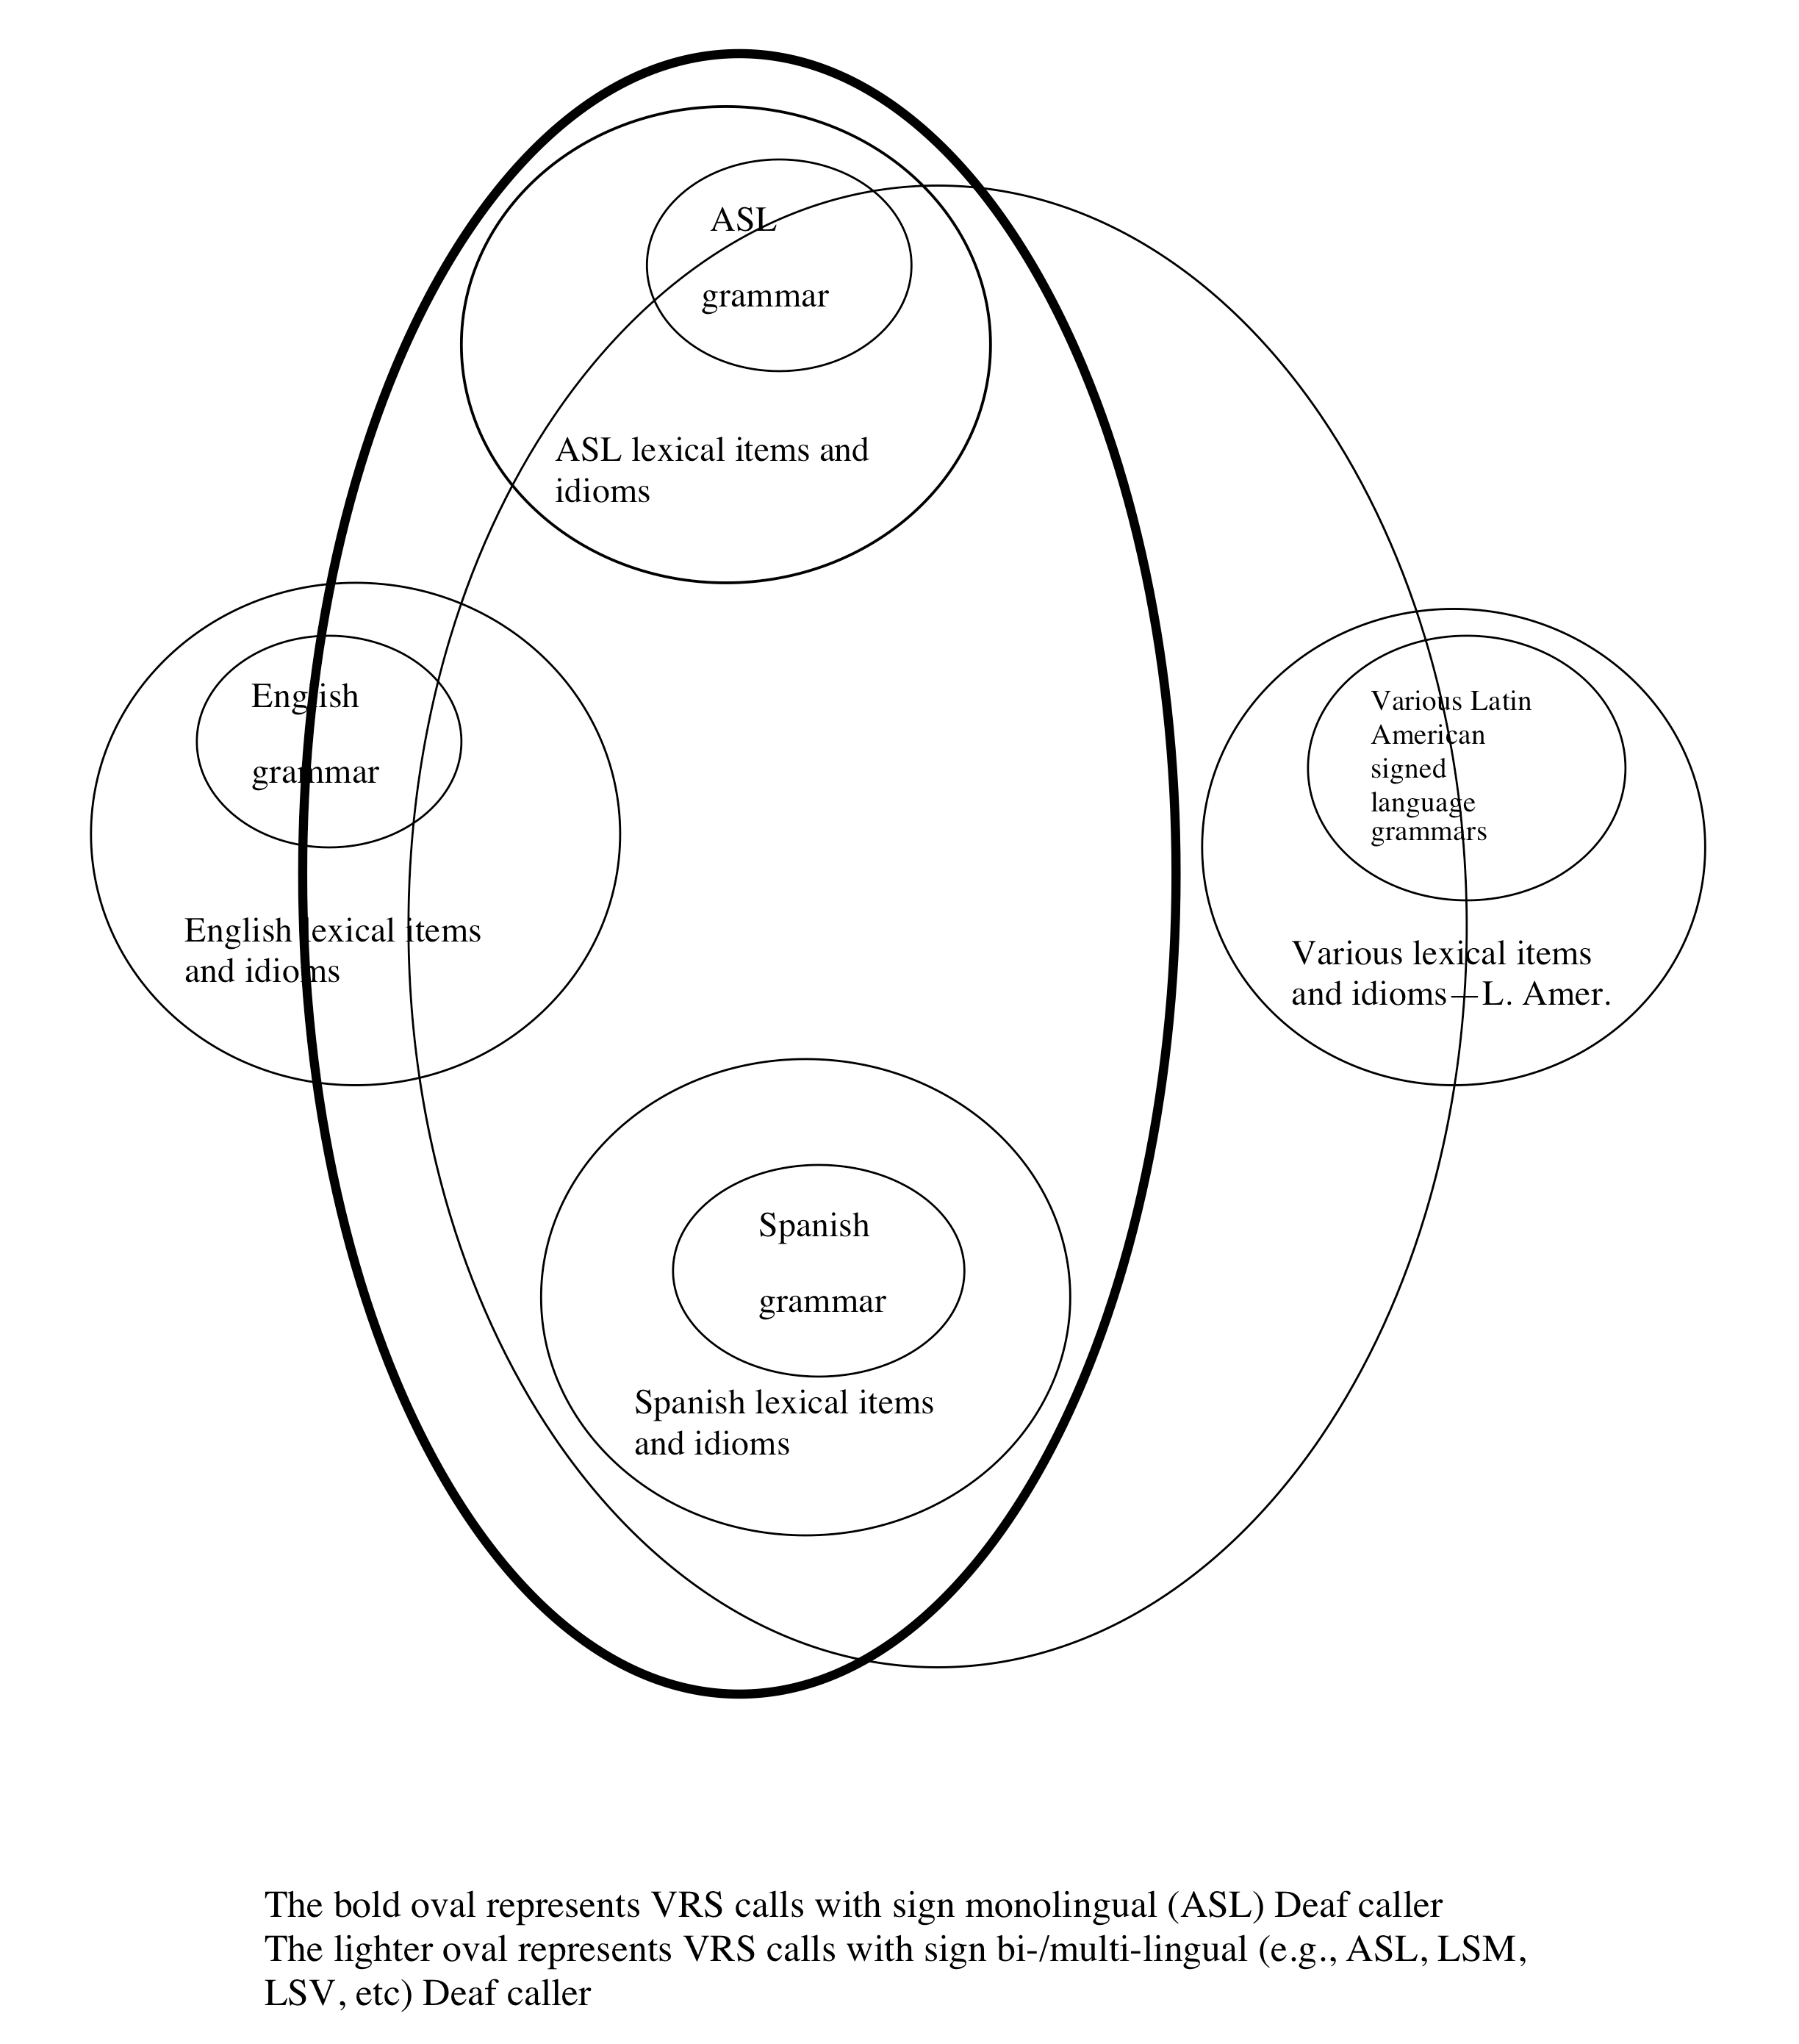 ASL
grammar
ASL lexical items and
idioms
English
grammar
English lexical items
and idioms
Various Latin
American
signed
language
grammars
Various lexical items
and idioms—L. Amer.
Spanish
grammar
Spanish lexical items
and idioms
The bold oval represents VRS calls with sign monolingual (ASL) Deaf caller
The lighter oval represents VRS calls with sign bi-/multi-lingual (e.g., ASL, LSM,
LSV, etc) Deaf caller